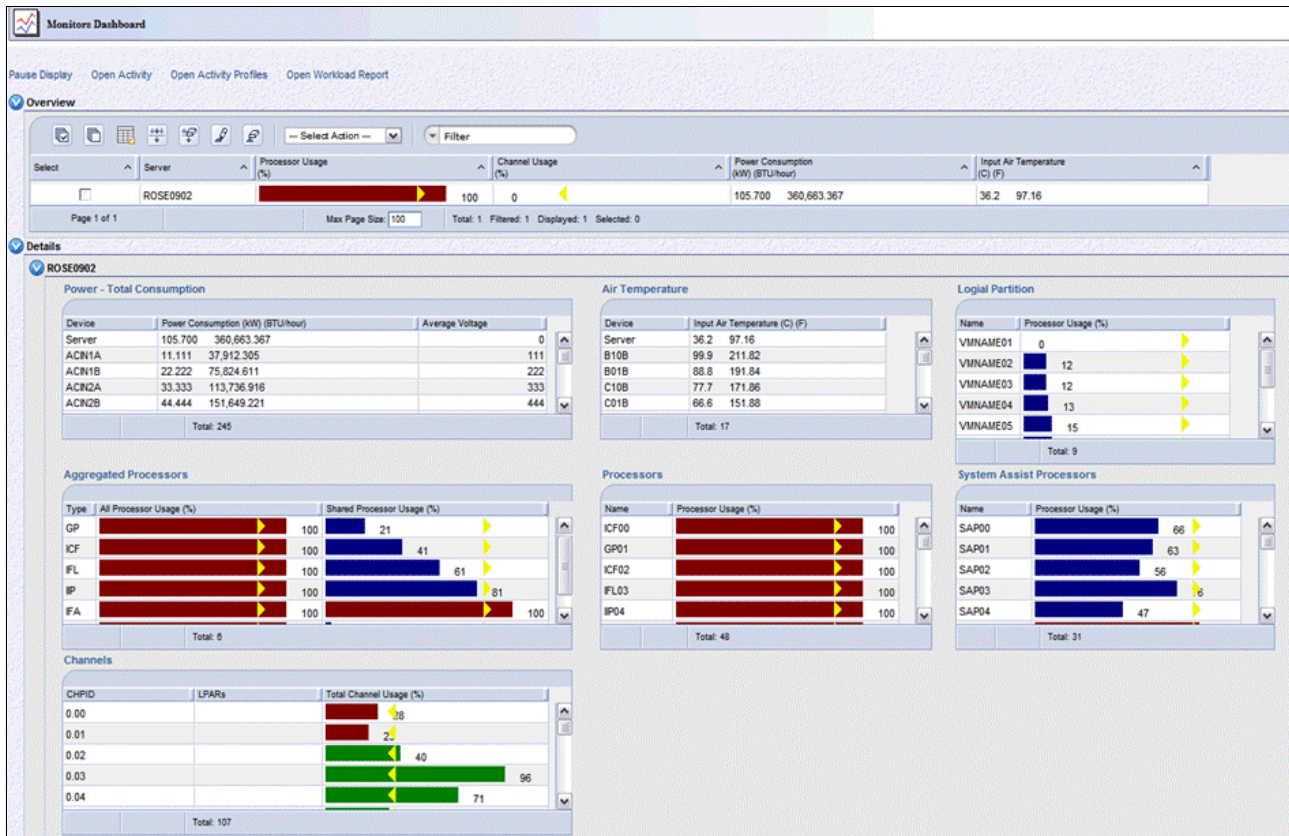 Monitors Dashboard
Pause Display Open Activity Open Activity Profiles Open Workload Report
Overview
--- Select Action --- Filter
Select Server Processor Usage (%) Channel Usage (%) Power Consumption (kW) (BTU/hour) Input Air Temperature (C) (F)
ROSE0902 100 0 105.700 360,663.367 36.2 97.16
Page 1 of 1 Max Page Size: 100 Total: 1 Filtered: 1 Displayed: 1 Selected: 0
Details
ROSE0902
Power - Total Consumption
Device Power Consumption (kW) (BTU/hour) Average Voltage
Server 105.700 360,663.367 0
ACIN1A 11.111 37,912.305 111
ACIN1B 22.222 75,824.611 222
ACIN2A 33.333 113,736.916 333
ACIN2B 44.444 151,649.221 444
Total: 245
Air Temperature
Device Input Air Temperature (C) (F)
Server 36.2 97.16
B10B 99.9 211.82
B01B 88.8 191.84
C10B 77.7 171.86
C01B 66.6 151.88
Total: 17
Logial Partition
Name Processor Usage (%)
VMNAME01 0
VMNAME02 12
VMNAME03 12
VMNAME04 13
VMNAME05 15
Total: 9
Aggregated Processors
Type All Processor Usage (%) Shared Processor Usage (%)
GP 100 21
ICF 100 41
IFL 100 61
IIP 100 81
IFA 100 100
Total: 6
Processors
Name Processor Usage (%)
ICF00 100
GP01 100
ICF02 100
IFL03 100
IIP04 100
Total: 48
System Assist Processors
Name Processor Usage (%)
SAP00 66
SAP01 63
SAP02 56
SAP03
SAP04 47
Total: 31
Channels
CHPID LPARs Total Channel Usage (%)
0.00 28
0.01
0.02 40
0.03 96
0.04 71
Total: 107